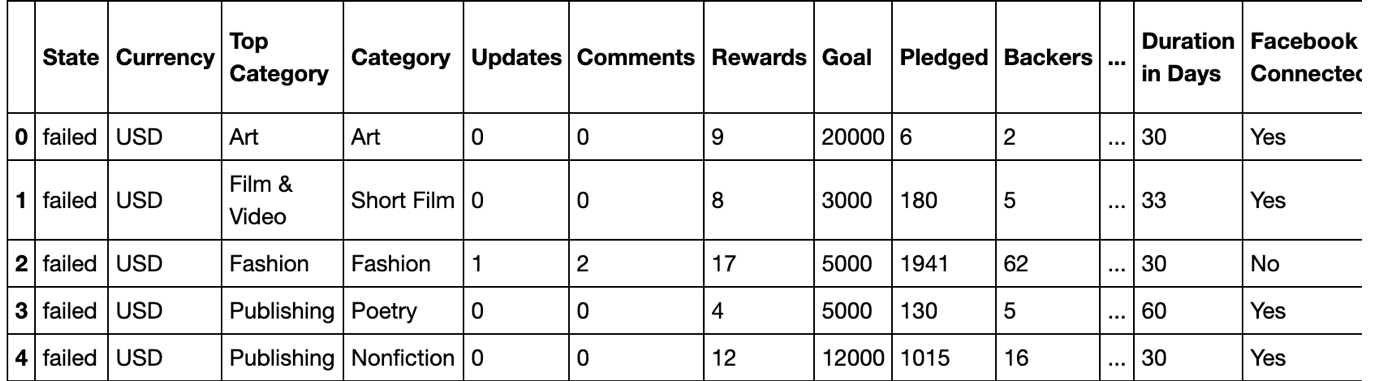 State Currency Top Category Category Updates Comments Rewards Goal Pledged Backers ... Duration in Days Facebook Connected
0 failed USD Art Art 0 0 9 20000 6 2 ... 30 Yes
1 failed USD Film & Video Short Film 0 0 8 3000 180 5 ... 33 Yes
2 failed USD Fashion Fashion 1 2 17 5000 1941 62 ... 30 No
3 failed USD Publishing Poetry 0 0 4 5000 130 5 ... 60 Yes
4 failed USD Publishing Nonfiction 0 0 12 12000 1015 16 ... 30 Yes